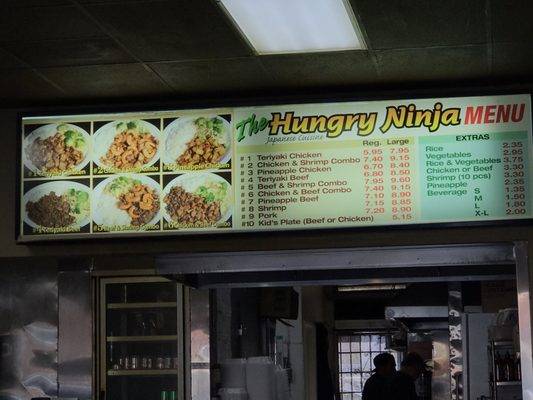 The Hungry Ninja MENU
Japanese Cuisine
Reg. Large
# 1 Teriyaki Chicken 5.95 7.95
# 2 Chicken & Shrimp Combo 7.40 9.15
# 3 Pineapple Chicken 6.70 8.40
# 4 Teriyaki Beef 6.85 8.55
# 5 Beef & Shrimp Combo 7.95 9.60
# 6 Chicken & Beef Combo 7.40 9.15
# 7 Pineapple Beef 7.10 8.90
# 8 Shrimp 7.15 8.85
# 9 Pork 7.20 8.90
#10 Kid's Plate (Beef or Chicken) 5.15
EXTRAS
Rice 2.35
Vegetables 2.95
Rice & Vegetables 3.75
Chicken or Beef 3.30
Shrimp (10 pcs) 3.30
Pineapple 2.35
Beverage S 1.35
M 1.50
L 1.80
X-L 2.00